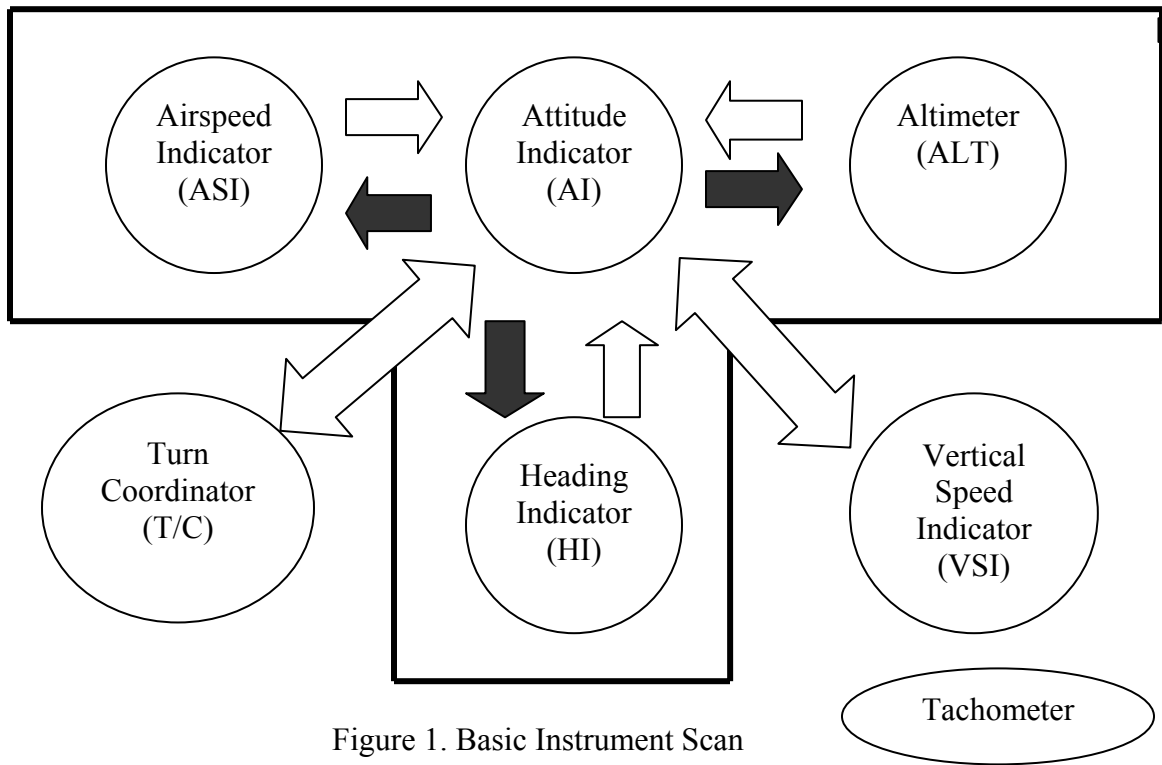 Airspeed
Indicator
(ASI)
Attitude
Indicator
(AI)
Altimeter
(ALT)
Turn
Coordinator
(T/C)
Heading
Indicator
(HI)
Vertical
Speed
Indicator
(VSI)
Tachometer
Figure 1. Basic Instrument Scan